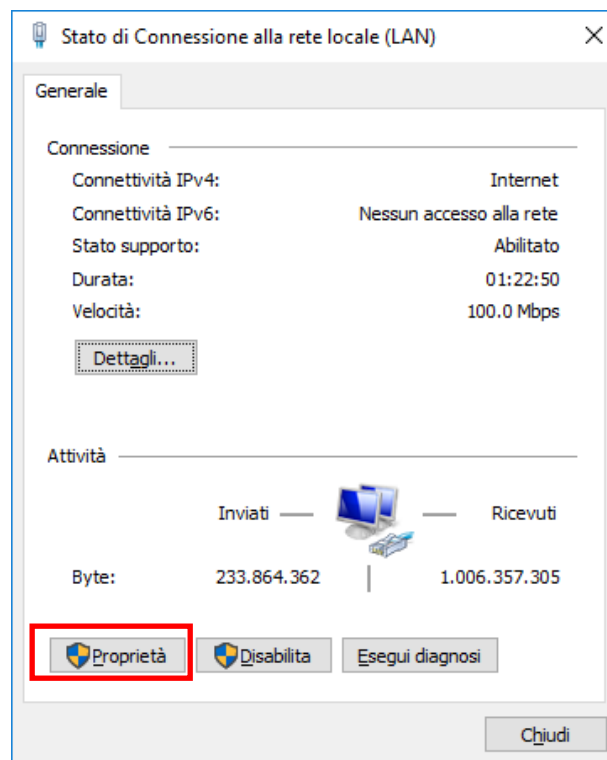 Stato di Connessione alla rete locale (LAN)
Generale
Connessione
Connettività IPv4: Internet
Connettività IPv6: Nessun accesso alla rete
Stato supporto: Abilitato
Durata: 01:22:50
Velocità: 100.0 Mbps
Dettagli...
Attività
Inviati Ricevuti
Byte: 233.864.362 1.006.357.305
Proprietà Disabilita Esegui diagnosi
Chiudi